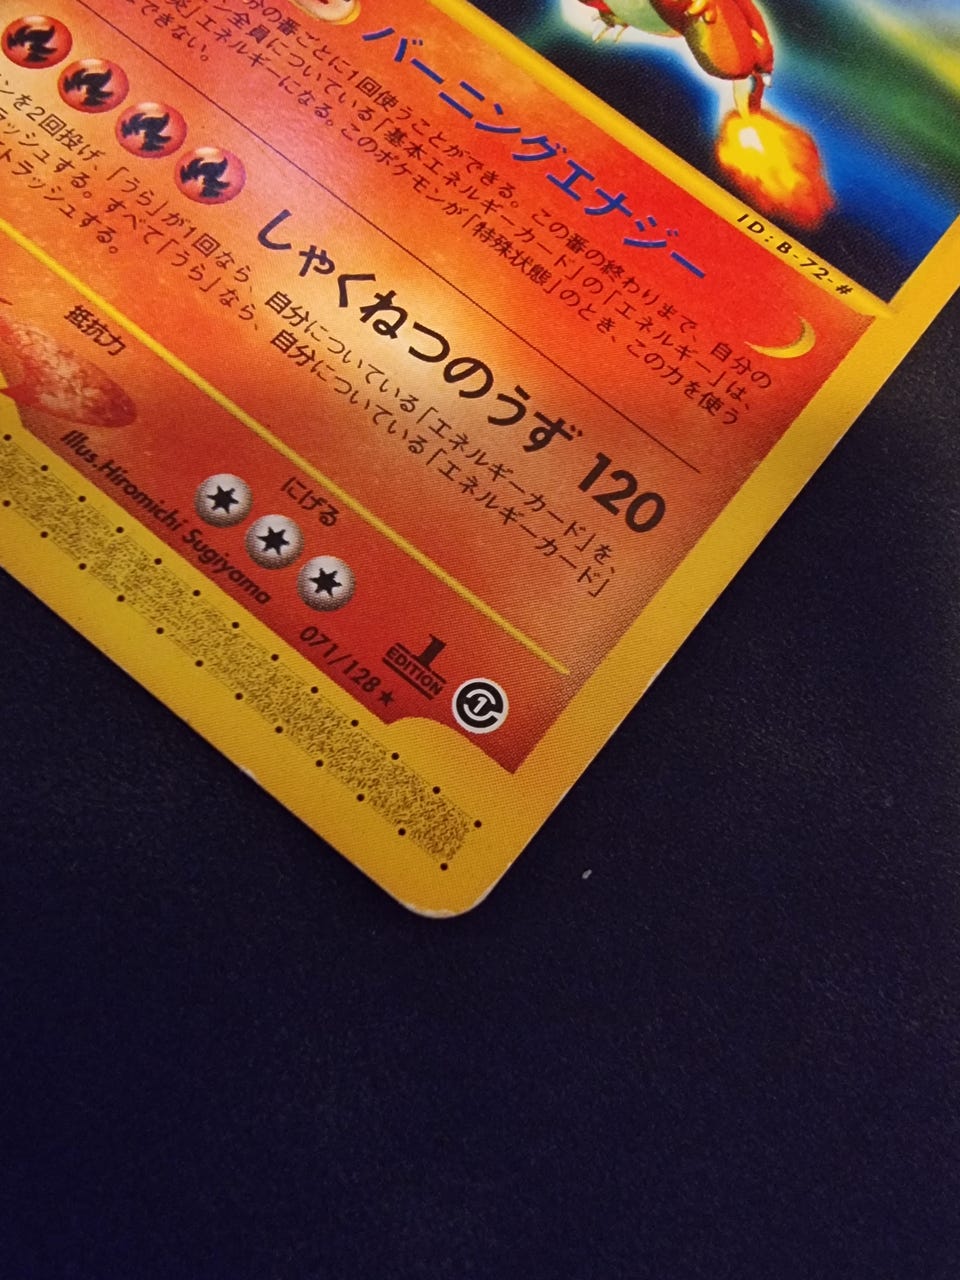 ID:B-72-#
バーニングエナジー
分の番ごとに1回使うことができる。この番の終わりまで、自分の
ン全員についている「基本エネルギーカード」の「エネルギー」は、
炎」エネルギーになる。このポケモンが「特殊状態」のとき、この力を使う
できない。
しゃくねつのうず 120
ンを2回投げ、「うら」が1回なら、自分についている「エネルギーカード」を、
ラッシュする。すべて「うら」なら、自分についている「エネルギーカード」
トラッシュする。
抵抗力
にげる
Illus.Hiromichi Sugiyama
071/128 ★
1
EDITION
1